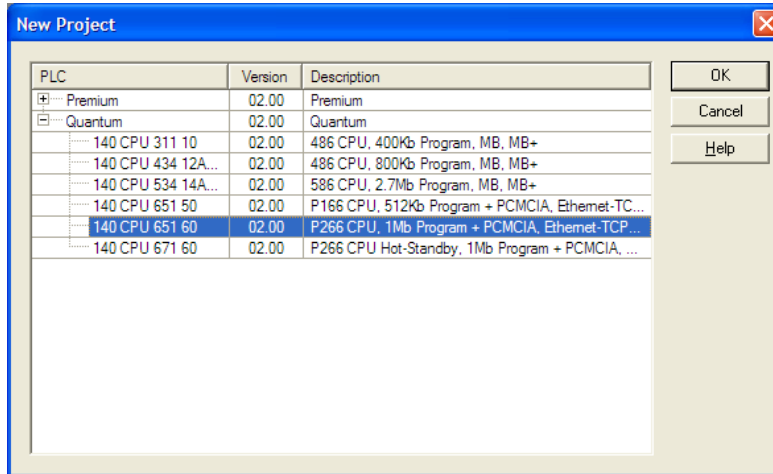 New Project
PLC Version Description
Premium 02.00 Premium
Quantum 02.00 Quantum
140 CPU 311 10 02.00 486 CPU, 400Kb Program, MB, MB+
140 CPU 434 12A... 02.00 486 CPU, 800Kb Program, MB, MB+
140 CPU 534 14A... 02.00 586 CPU, 2.7Mb Program, MB, MB+
140 CPU 651 50 02.00 P166 CPU, 512Kb Program + PCMCIA, Ethernet-TC...
140 CPU 651 60 02.00 P266 CPU, 1Mb Program + PCMCIA, Ethernet-TCP...
140 CPU 671 60 02.00 P266 CPU Hot-Standby, 1Mb Program + PCMCIA, ...
OK
Cancel
Help